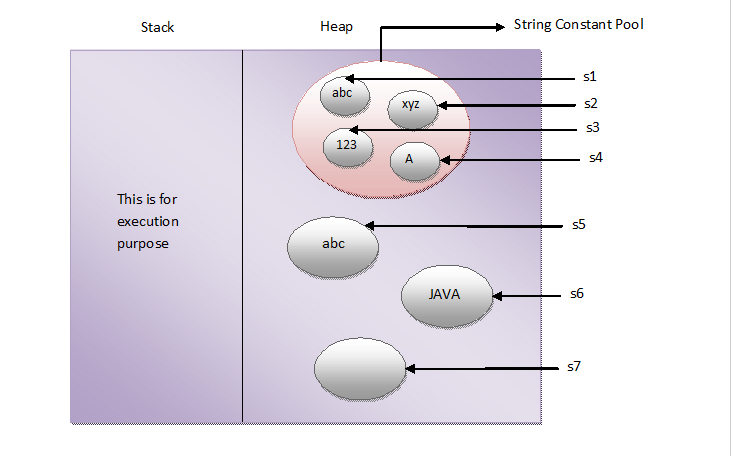 Stack
Heap
String Constant Pool
abc
s1
xyz
s2
123
s3
A
s4
This is for
execution
purpose
abc
s5
JAVA
s6
s7